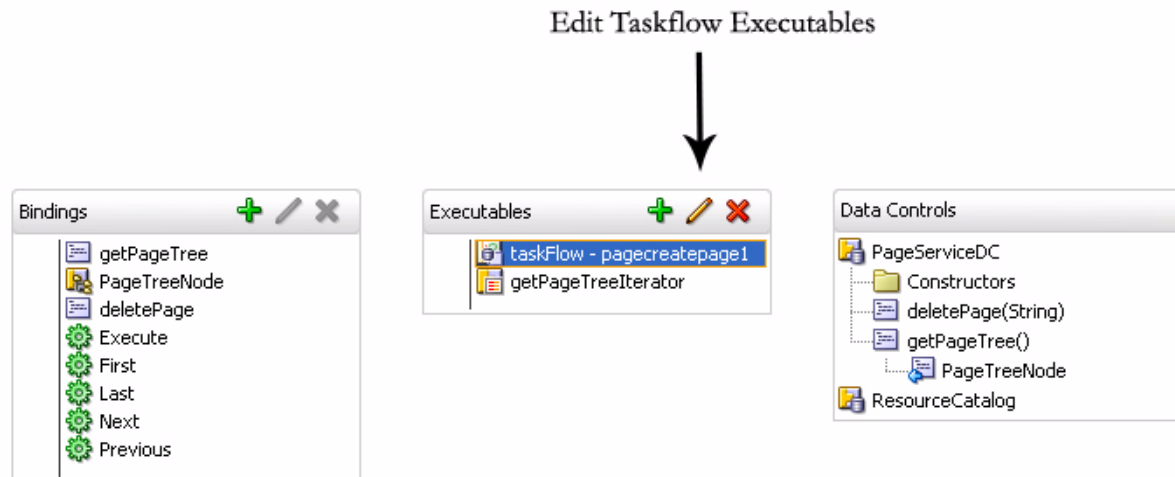 Edit Taskflow Executables
Bindings
getPageTree
PageTreeNode
deletePage
Execute
First
Last
Next
Previous
Executables
taskFlow - pagecreatepage1
getPageTreeIterator
Data Controls
PageServiceDC
Constructors
deletePage(String)
getPageTree()
PageTreeNode
ResourceCatalog